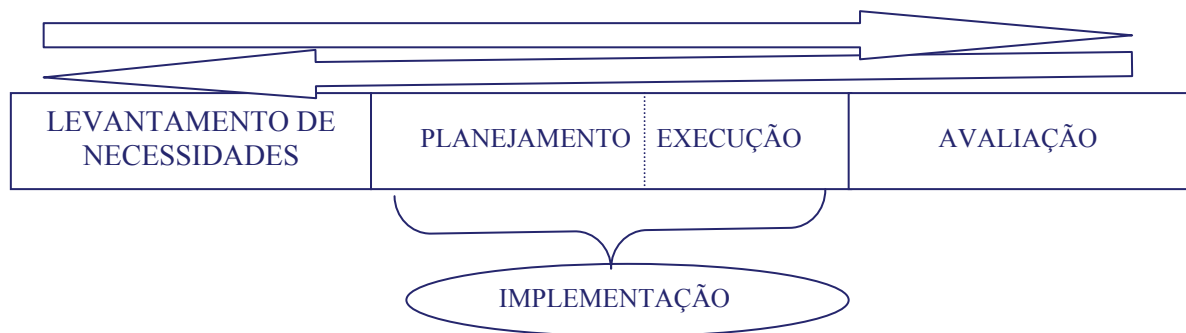 LEVANTAMENTO DE
NECESSIDADES
PLANEJAMENTO
EXECUÇÃO
AVALIAÇÃO
IMPLEMENTAÇÃO